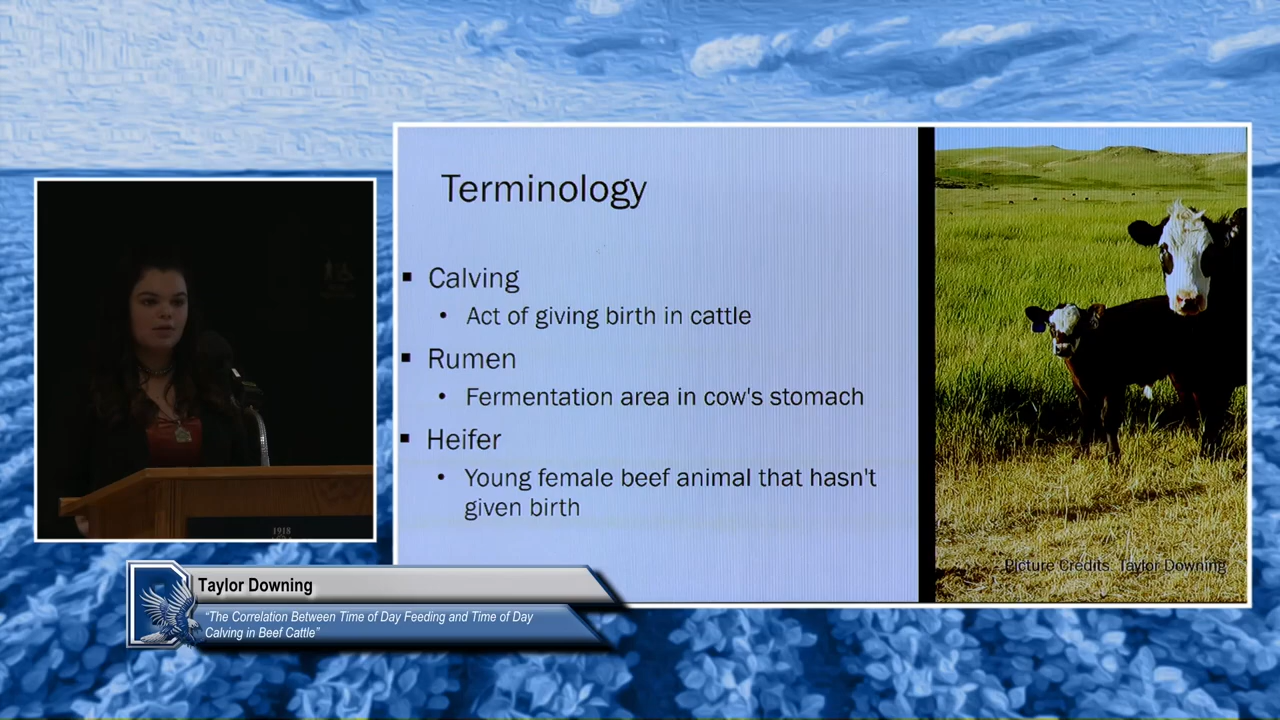 Terminology
▪ Calving
• Act of giving birth in cattle
▪ Rumen
• Fermentation area in cow's stomach
▪ Heifer
• Young female beef animal that hasn't
given birth
Picture Credits: Taylor Downing
1918
Taylor Downing
“The Correlation Between Time of Day Feeding and Time of Day
Calving in Beef Cattle”